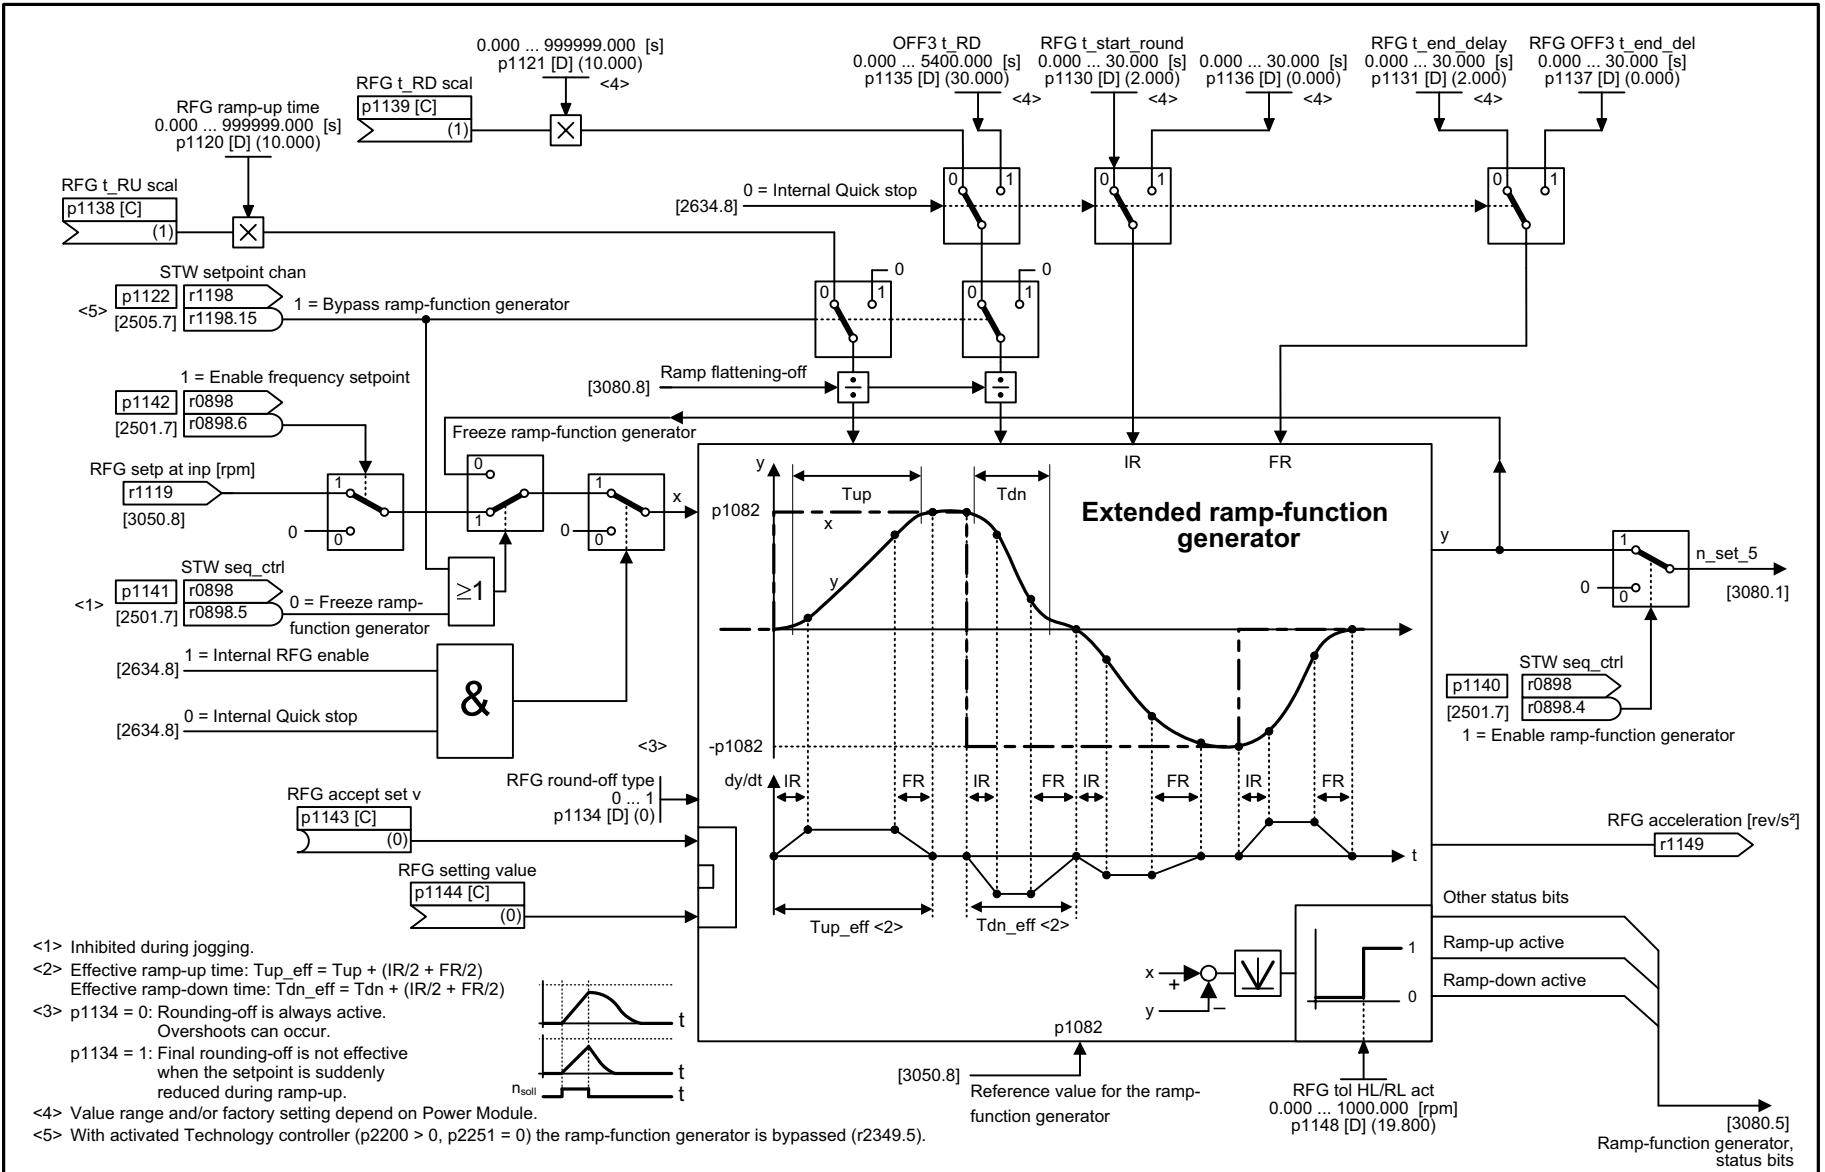 0.000 ... 999999.000 [s]
p1121 [D] (10.000)
<4>
OFF3 t_RD
0.000 ... 5400.000 [s]
p1135 [D] (30.000)
<4>
RFG t_start_round
0.000 ... 30.000 [s]
p1130 [D] (2.000)
<4>
0.000 ... 30.000 [s]
p1136 [D] (0.000)
<4>
RFG t_end_delay
0.000 ... 30.000 [s]
p1131 [D] (2.000)
<4>
RFG OFF3 t_end_del
0.000 ... 30.000 [s]
p1137 [D] (0.000)
RFG t_RD scal
p1139 [C]
(1)
RFG ramp-up time
0.000 ... 999999.000 [s]
p1120 [D] (10.000)
RFG t_RU scal
p1138 [C]
(1)
0 = Internal Quick stop
[2634.8]
0 1
0 1
0 1
STW setpoint chan
<5> p1122 r1198
[2505.7] r1198.15
1 = Bypass ramp-function generator
0 1 0
0 1 0
Ramp flattening-off
[3080.8]
÷ ÷
1 = Enable frequency setpoint
p1142 r0898
[2501.7] r0898.6
Freeze ramp-function generator
RFG setp at inp [rpm]
r1119
[3050.8]
1
0 0
0
1
1
0 0
x
STW seq_ctrl
<1> p1141 r0898
[2501.7] r0898.5
0 = Freeze ramp-
function generator
≥1
1 = Internal RFG enable
[2634.8]
&
0 = Internal Quick stop
[2634.8]
IR FR
Extended ramp-function
generator
y
Tup Tdn
p1082
x
y
-p1082
dy/dt
IR FR IR FR IR FR IR FR
t
Tup_eff <2> Tdn_eff <2>
y
1
0 0
n_set_5
[3080.1]
STW seq_ctrl
p1140 r0898
[2501.7] r0898.4
1 = Enable ramp-function generator
<3>
RFG round-off type
0 ... 1
p1134 [D] (0)
RFG accept set v
p1143 [C]
(0)
RFG setting value
p1144 [C]
(0)
RFG acceleration [rev/s²]
r1149
Other status bits
Ramp-up active
Ramp-down active
x
+
y
–
1
0
p1082
[3050.8]
Reference value for the ramp-
function generator
RFG tol HL/RL act
0.000 ... 1000.000 [rpm]
p1148 [D] (19.800)
[3080.5]
Ramp-function generator,
status bits
<1> Inhibited during jogging.
<2> Effective ramp-up time: Tup_eff = Tup + (IR/2 + FR/2)
Effective ramp-down time: Tdn_eff = Tdn + (IR/2 + FR/2)
<3> p1134 = 0: Rounding-off is always active.
Overshoots can occur.
p1134 = 1: Final rounding-off is not effective
when the setpoint is suddenly
reduced during ramp-up.
t
t
nsoll t
<4> Value range and/or factory setting depend on Power Module.
<5> With activated Technology controller (p2200 > 0, p2251 = 0) the ramp-function generator is bypassed (r2349.5).